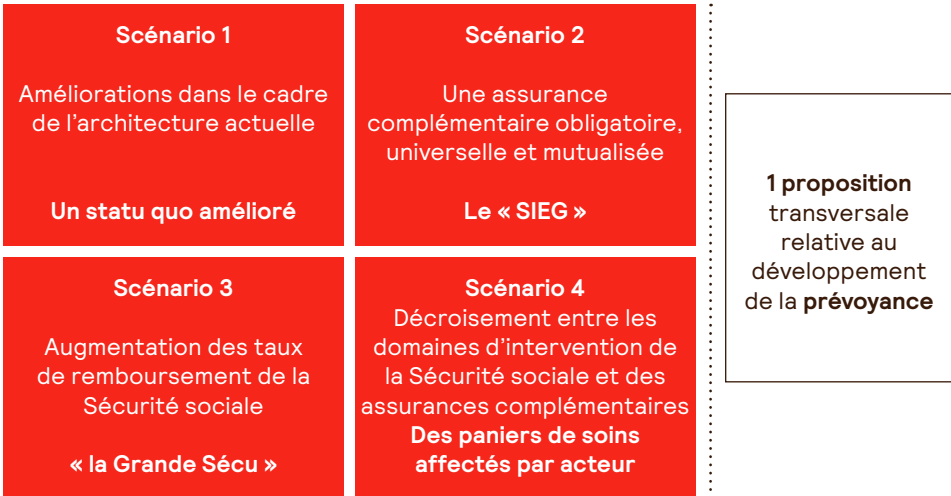 Scénario 1
Améliorations dans le cadre
de l’architecture actuelle
Un statu quo amélioré
Scénario 2
Une assurance
complémentaire obligatoire,
universelle et mutualisée
Le « SIEG »
Scénario 3
Augmentation des taux
de remboursement de la
Sécurité sociale
« la Grande Sécu »
Scénario 4
Décroisement entre les
domaines d’intervention de
la Sécurité sociale et des
assurances complémentaires
Des paniers de soins
affectés par acteur
1 proposition
transversale
relative au
développement
de la prévoyance